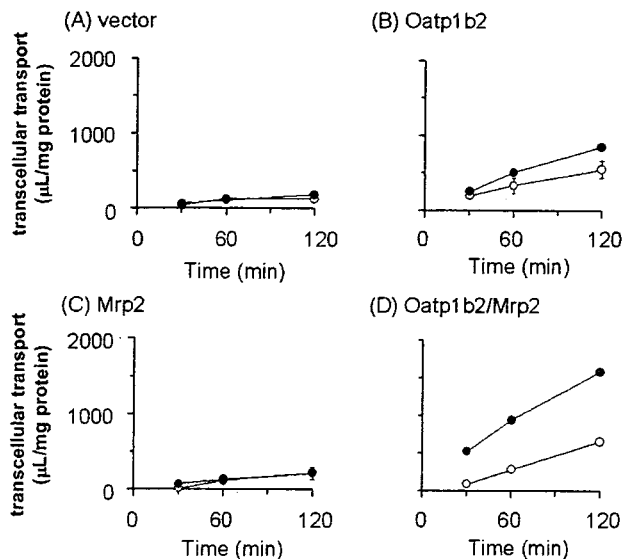 (A) vector
(B) Oatp1b2
transcellular transport
(μL/mg protein)
2000
1000
0
0
60
120
Time (min)
0
60
120
Time (min)
(C) Mrp2
(D) Oatp1b2/Mrp2
transcellular transport
(μL/mg protein)
2000
1000
0
0
60
120
Time (min)
0
60
120
Time (min)